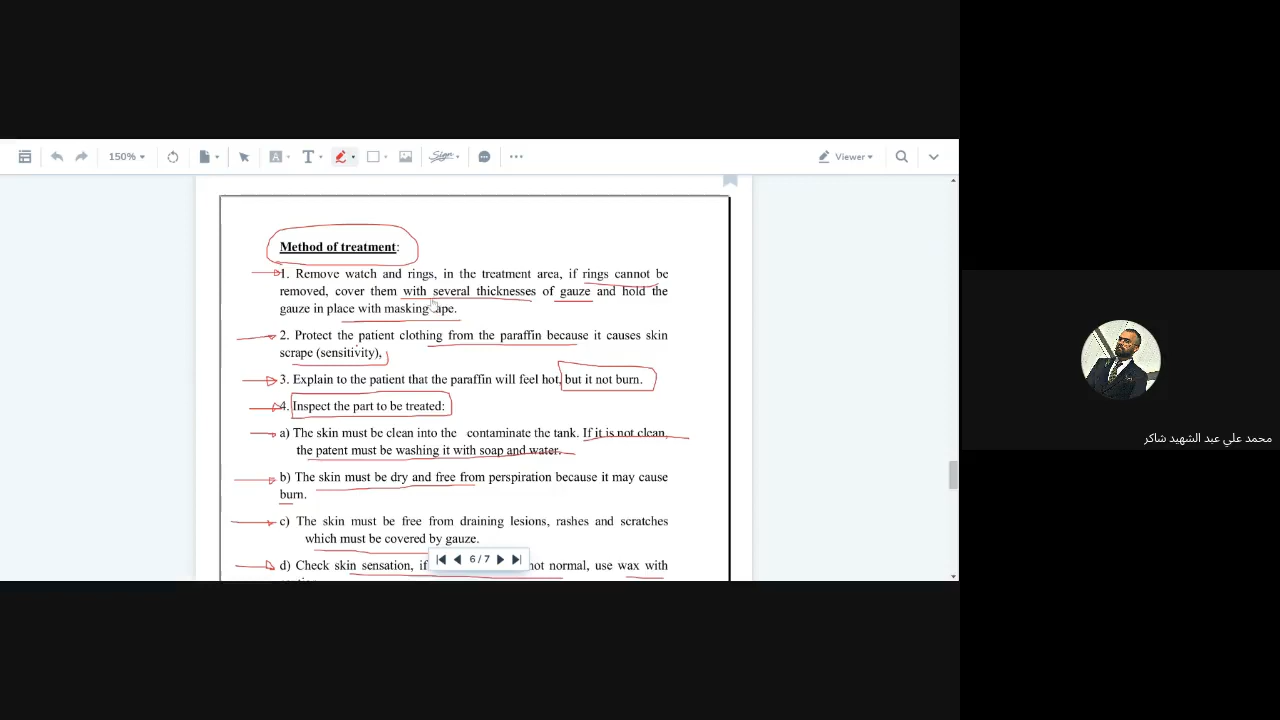 150%
Viewer
Method of treatment:
1. Remove watch and rings, in the treatment area, if rings cannot be
removed, cover them with several thicknesses of gauze and hold the
gauze in place with masking tape.
2. Protect the patient clothing from the paraffin because it causes skin
scrape (sensitivity),
3. Explain to the patient that the paraffin will feel hot, but it not burn.
4. Inspect the part to be treated:
a) The skin must be clean into the contaminate the tank. If it is not clean,
the patent must be washing it with soap and water.
محمد علي عبد الشهيد شاكر
b) The skin must be dry and free from perspiration because it may cause
burn.
c) The skin must be free from draining lesions, rashes and scratches
which must be covered by gauze.
6 / 7
d) Check skin sensation, if not normal, use wax with